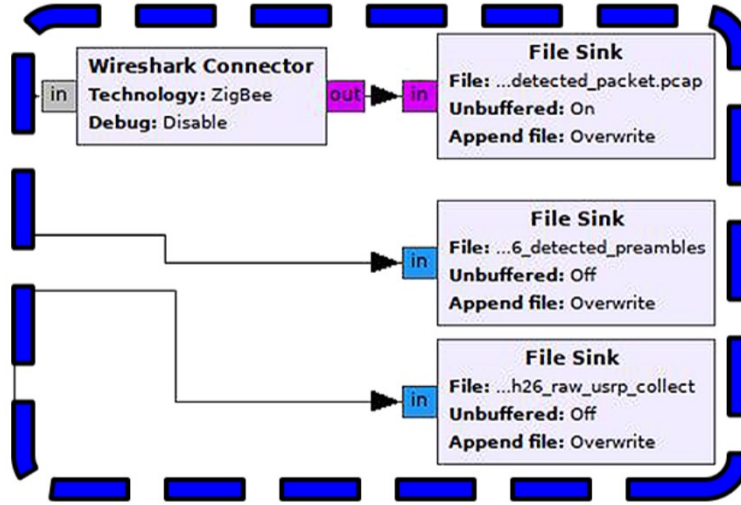 Wireshark Connector
in
Technology: ZigBee
out
Debug: Disable
File Sink
in
File: ...detected_packet.pcap
Unbuffered: On
Append file: Overwrite
File Sink
in
File: ...6_detected_preambles
Unbuffered: Off
Append file: Overwrite
File Sink
in
File: ...h26_raw_usrp_collect
Unbuffered: Off
Append file: Overwrite